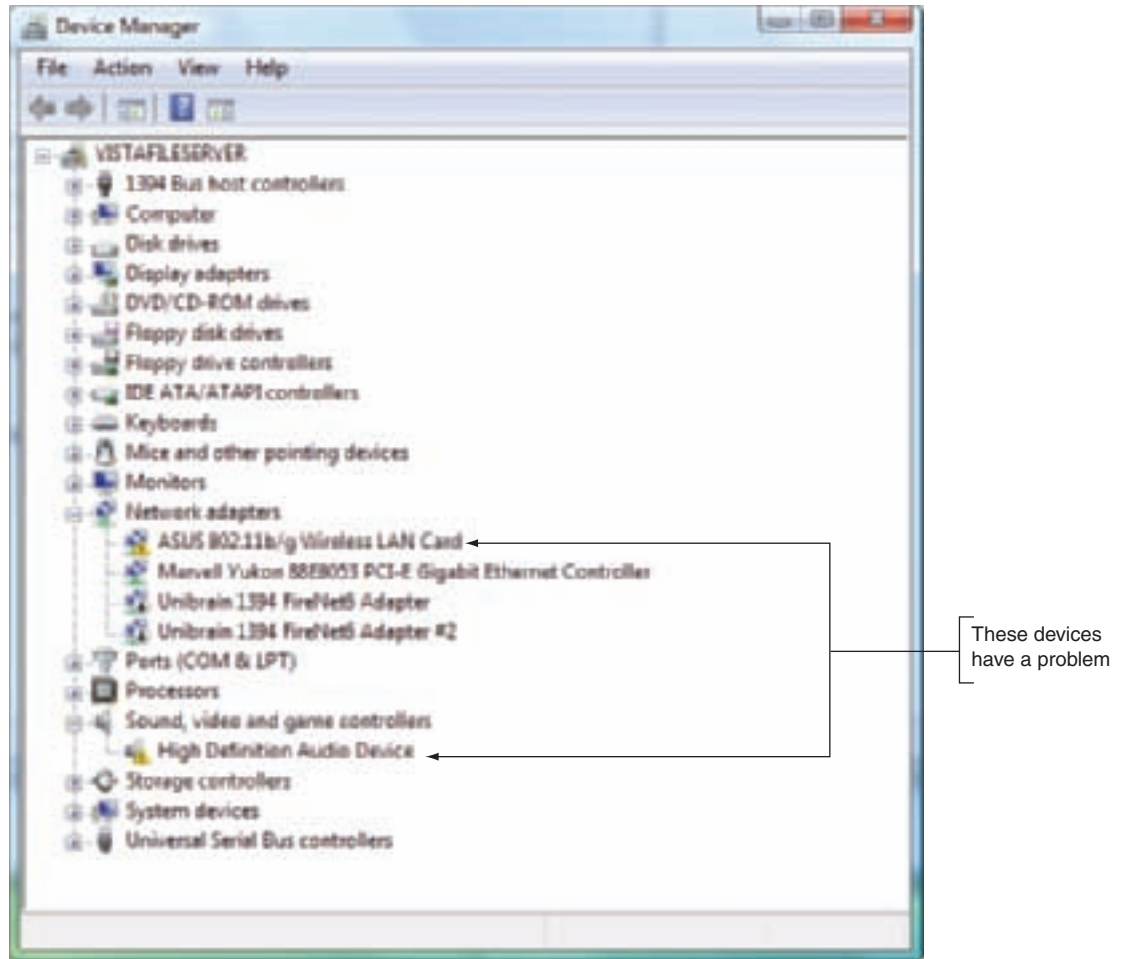 Device Manager
File Action View Help
VISTAFILESERVER
1394 Bus host controllers
Computer
Disk drives
Display adapters
DVD/CD-ROM drives
Floppy disk drives
Floppy drive controllers
IDE ATA/ATAPI controllers
Keyboards
Mice and other pointing devices
Monitors
Network adapters
ASUS 802.11b/g Wireless LAN Card
Marvell Yukon 88E8053 PCI-E Gigabit Ethernet Controller
Unibrain 1394 FireNet6 Adapter
Unibrain 1394 FireNet6 Adapter #2
Ports (COM & LPT)
Processors
Sound, video and game controllers
High Definition Audio Device
Storage controllers
System devices
Universal Serial Bus controllers
These devices
have a problem